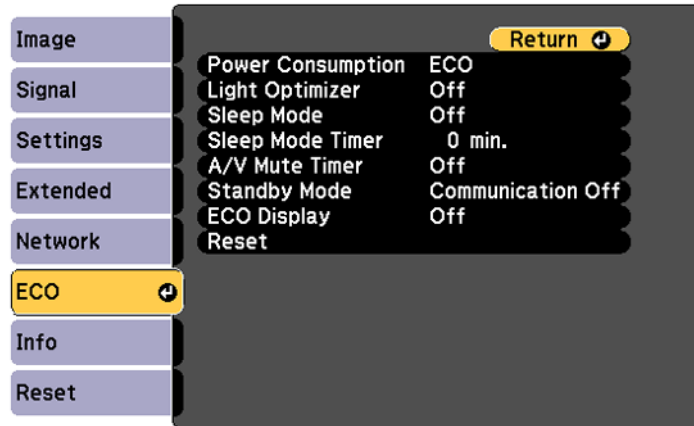 Image
Signal
Settings
Extended
Network
ECO
Info
Reset
Return
Power Consumption ECO
Light Optimizer Off
Sleep Mode Off
Sleep Mode Timer 0 min.
A/V Mute Timer Off
Standby Mode Communication Off
ECO Display Off
Reset